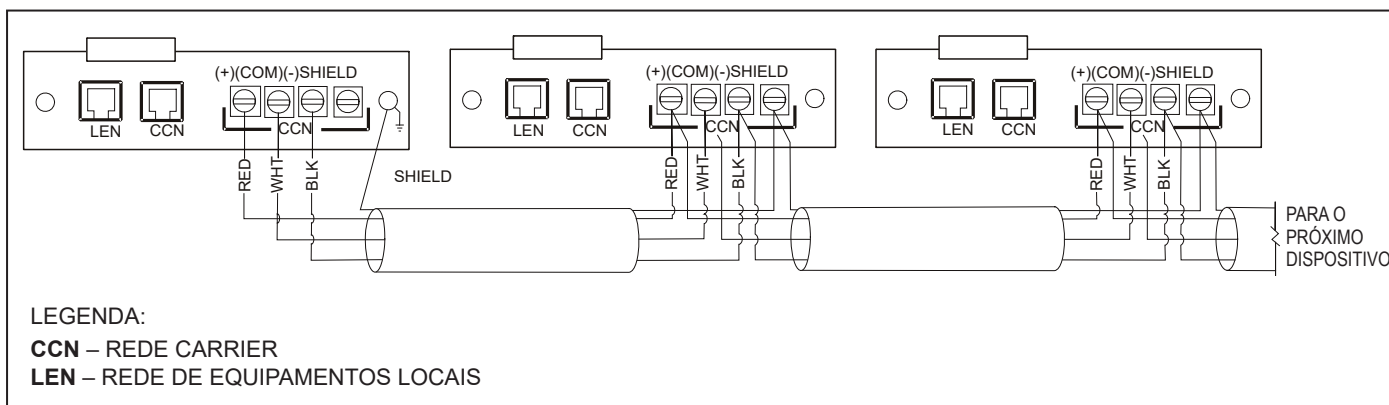 (+)(COM)(-)SHIELD
LEN
CCN
CCN
RED
WHT
BLK
SHIELD
(+)(COM)(-)SHIELD
LEN
CCN
CCN
RED
WHT
BLK
(+)(COM)(-)SHIELD
LEN
CCN
CCN
RED
WHT
BLK
PARA O
PRÓXIMO
DISPOSITIVO
LEGENDA:
CCN – REDE CARRIER
LEN – REDE DE EQUIPAMENTOS LOCAIS